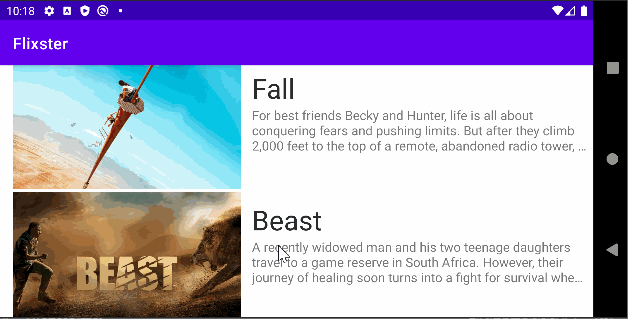 10:18
Flixster
Fall
For best friends Becky and Hunter, life is all about
conquering fears and pushing limits. But after they climb
2,000 feet to the top of a remote, abandoned radio tower, …
BEAST
Beast
A recently widowed man and his two teenage daughters
travel to a game reserve in South Africa. However, their
journey of healing soon turns into a fight for survival whe…